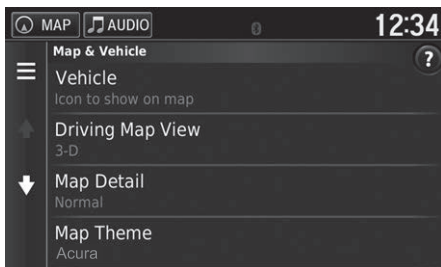 MAP AUDIO 12:34
Map & Vehicle
?
Vehicle
Icon to show on map
Driving Map View
3-D
Map Detail
Normal
Map Theme
Acura